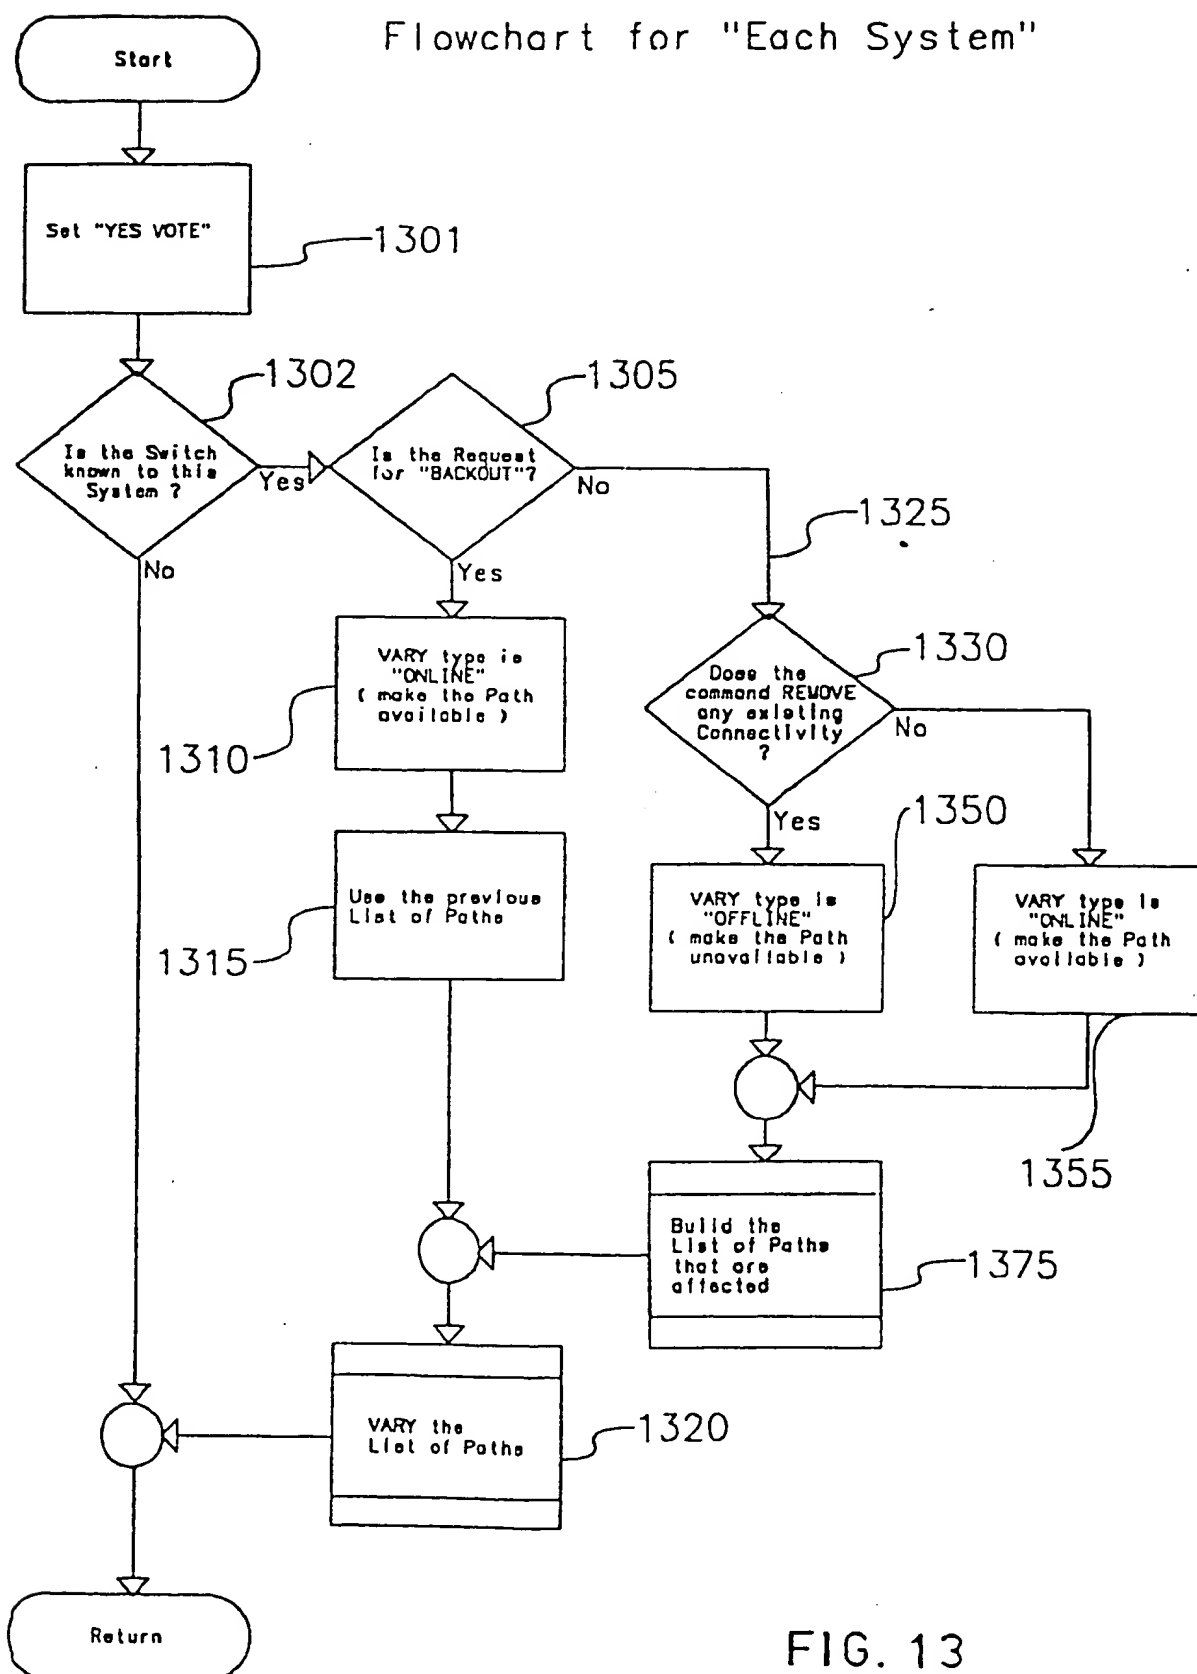 Flowchart for "Each System"
Start
Set "YES VOTE"
1301
1302
1305
Is the Switch
known to this
System ?
Yes
No
Is the Request
for "BACKOUT"?
No
Yes
1325
VARY type is
"ONLINE"
( make the Path
available )
1310
Does the
command REMOVE
any existing
Connectivity
?
1330
No
Yes
1350
Use the previous
List of Paths
1315
VARY type is
"OFFLINE"
( make the Path
unavailable )
VARY type is
"ONLINE"
( make the Path
available )
1355
Build the
List of Paths
that are
affected
1375
VARY the
List of Paths
1320
Return
FIG. 13